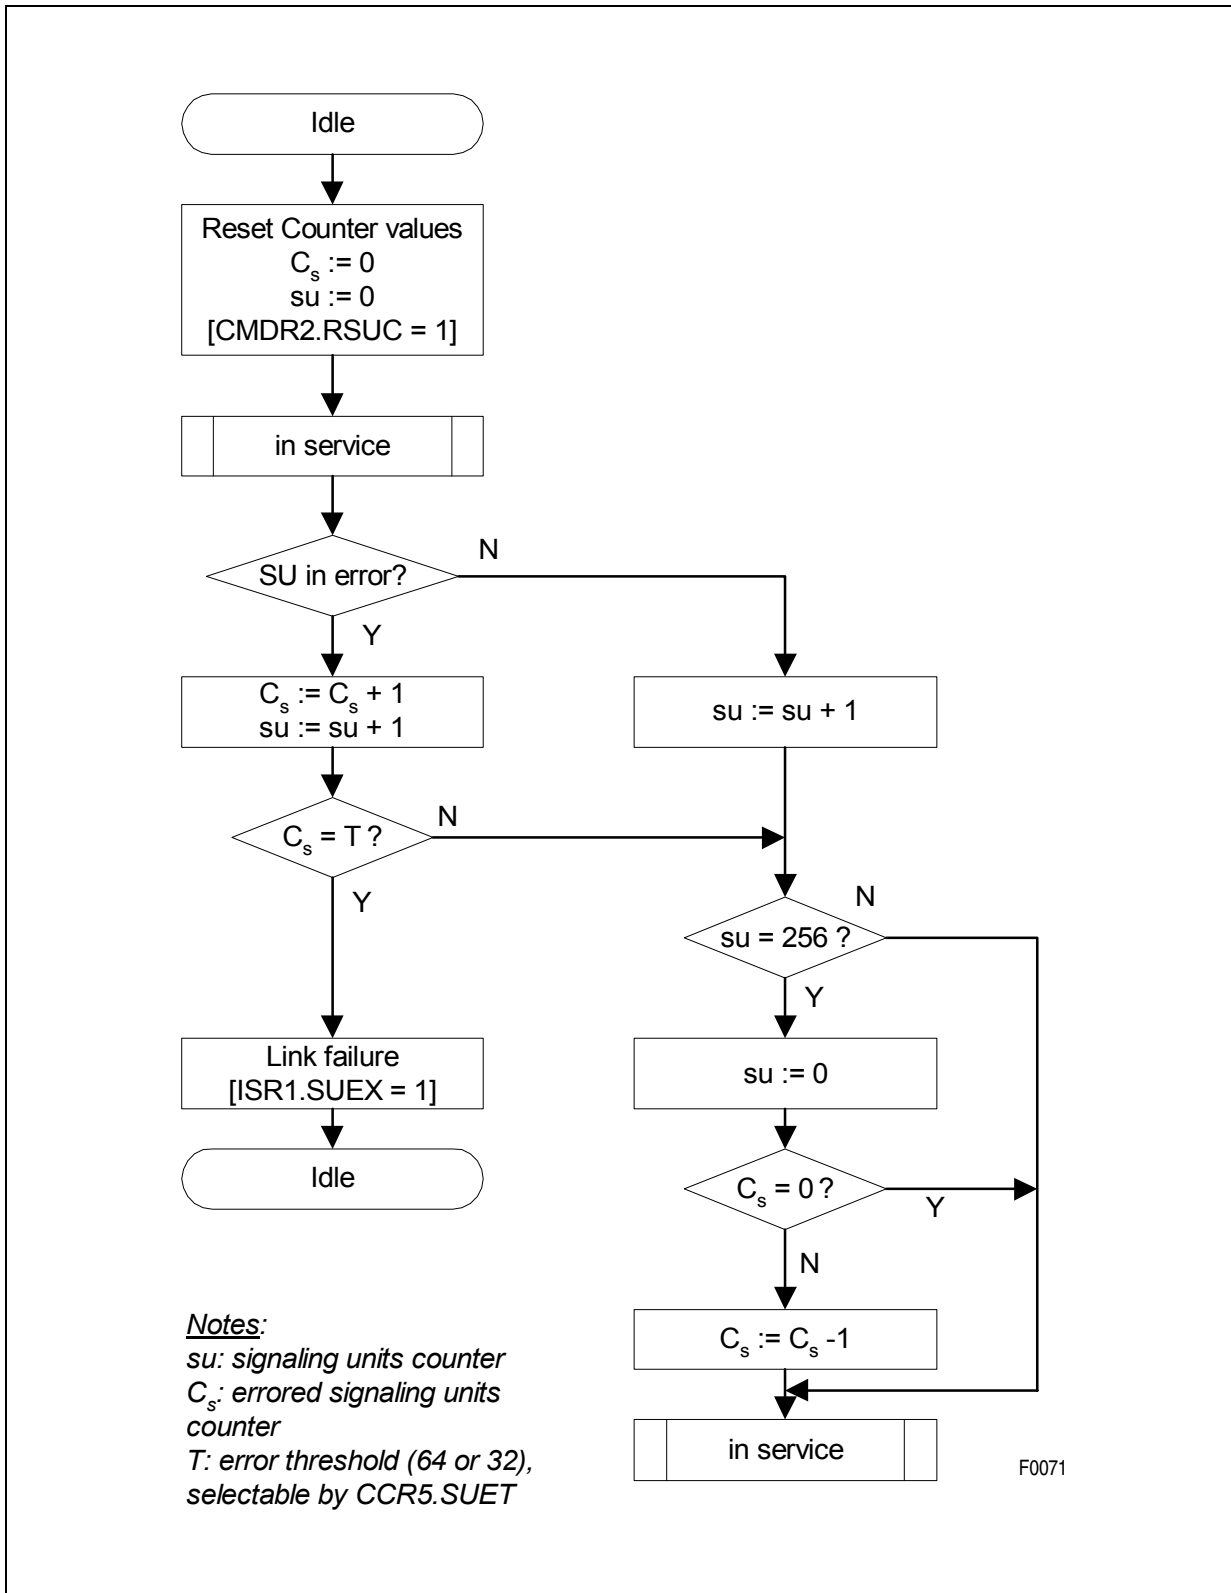 Idle
Reset Counter values
Cs := 0
su := 0
[CMDR2.RSUC = 1]
in service
SU in error?
N
Y
Cs := Cs + 1
su := su + 1
su := su + 1
Cs = T ?
N
Y
su = 256 ?
N
Y
Link failure
[ISR1.SUEX = 1]
su := 0
Idle
Cs = 0 ?
Y
N
Cs := Cs -1
in service
Notes:
su: signaling units counter
Cs: errored signaling units
counter
T: error threshold (64 or 32),
selectable by CCR5.SUET
F0071